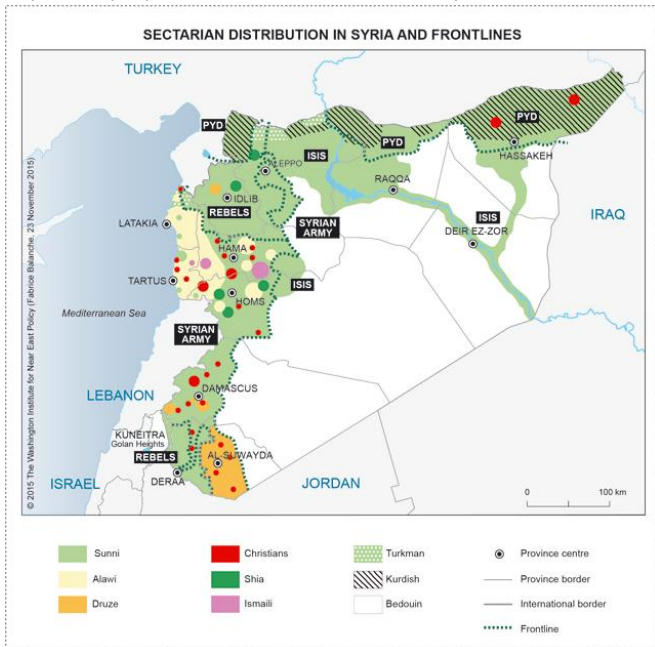 SECTARIAN DISTRIBUTION IN SYRIA AND FRONTLINES
TURKEY
PYD
PYD
ISIS
PYD
ALEPPO
HASSAKEH
IDLIB
RAQQA
REBELS
SYRIAN
ARMY
ISIS
IRAQ
LATAKIA
DEIR EZ-ZOR
HAMA
TARTUS
ISIS
HOMS
Mediterranean Sea
SYRIAN
ARMY
LEBANON
DAMASCUS
KUNEITRA
Golan Heights
REBELS
AL-SUWAYDA
ISRAEL
DERAA
JORDAN
0 100 km
© 2015 The Washington Institute for Near East Policy (Fabrice Balanche, 23 November 2015)
Sunni
Christians
Turkman
Province centre
Alawi
Shia
Kurdish
Province border
Druze
Ismaili
Bedouin
International border
Frontline